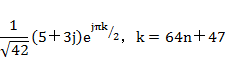 1/√42 (5+3j)e^{jπk/2}, k = 64n+47